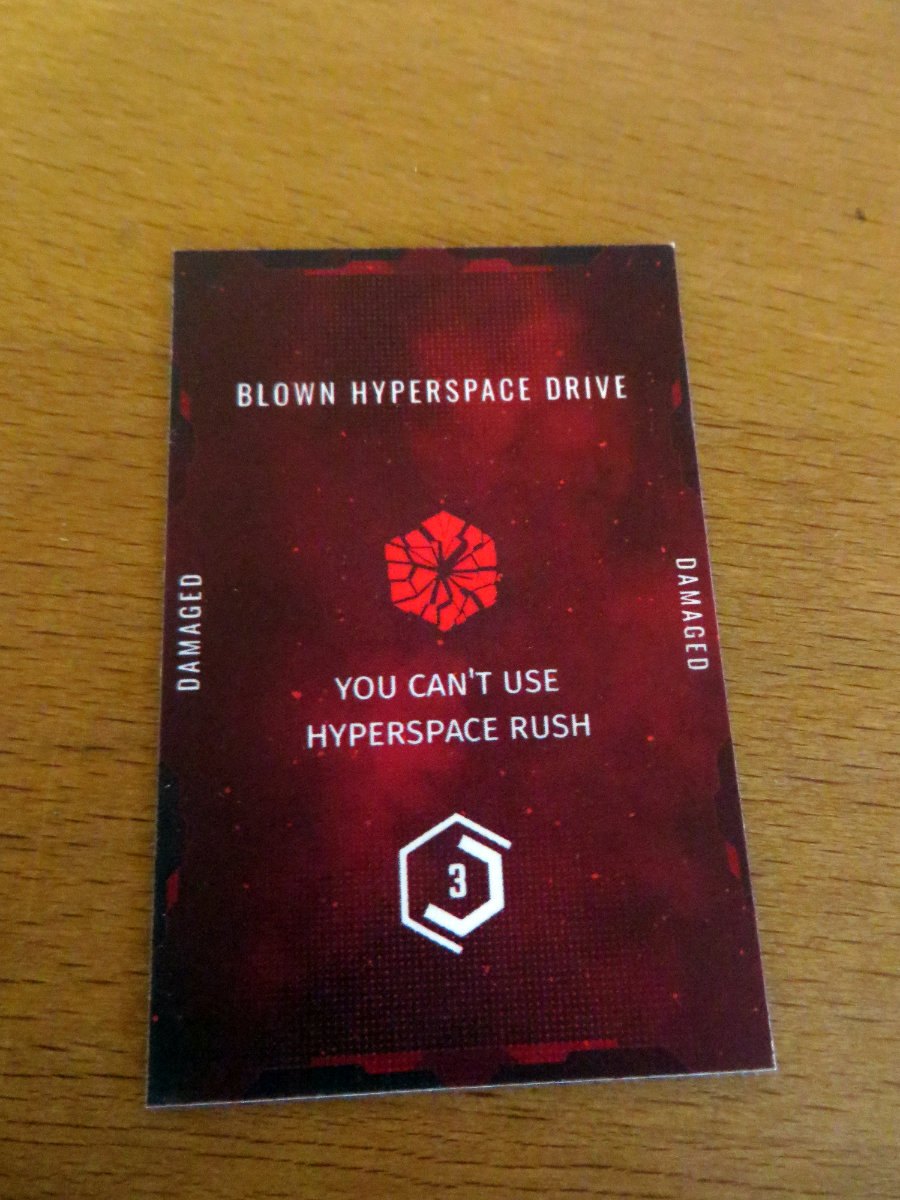 BLOWN HYPERSPACE DRIVE
DAMAGED
DAMAGED
YOU CAN'T USE
HYPERSPACE RUSH
3